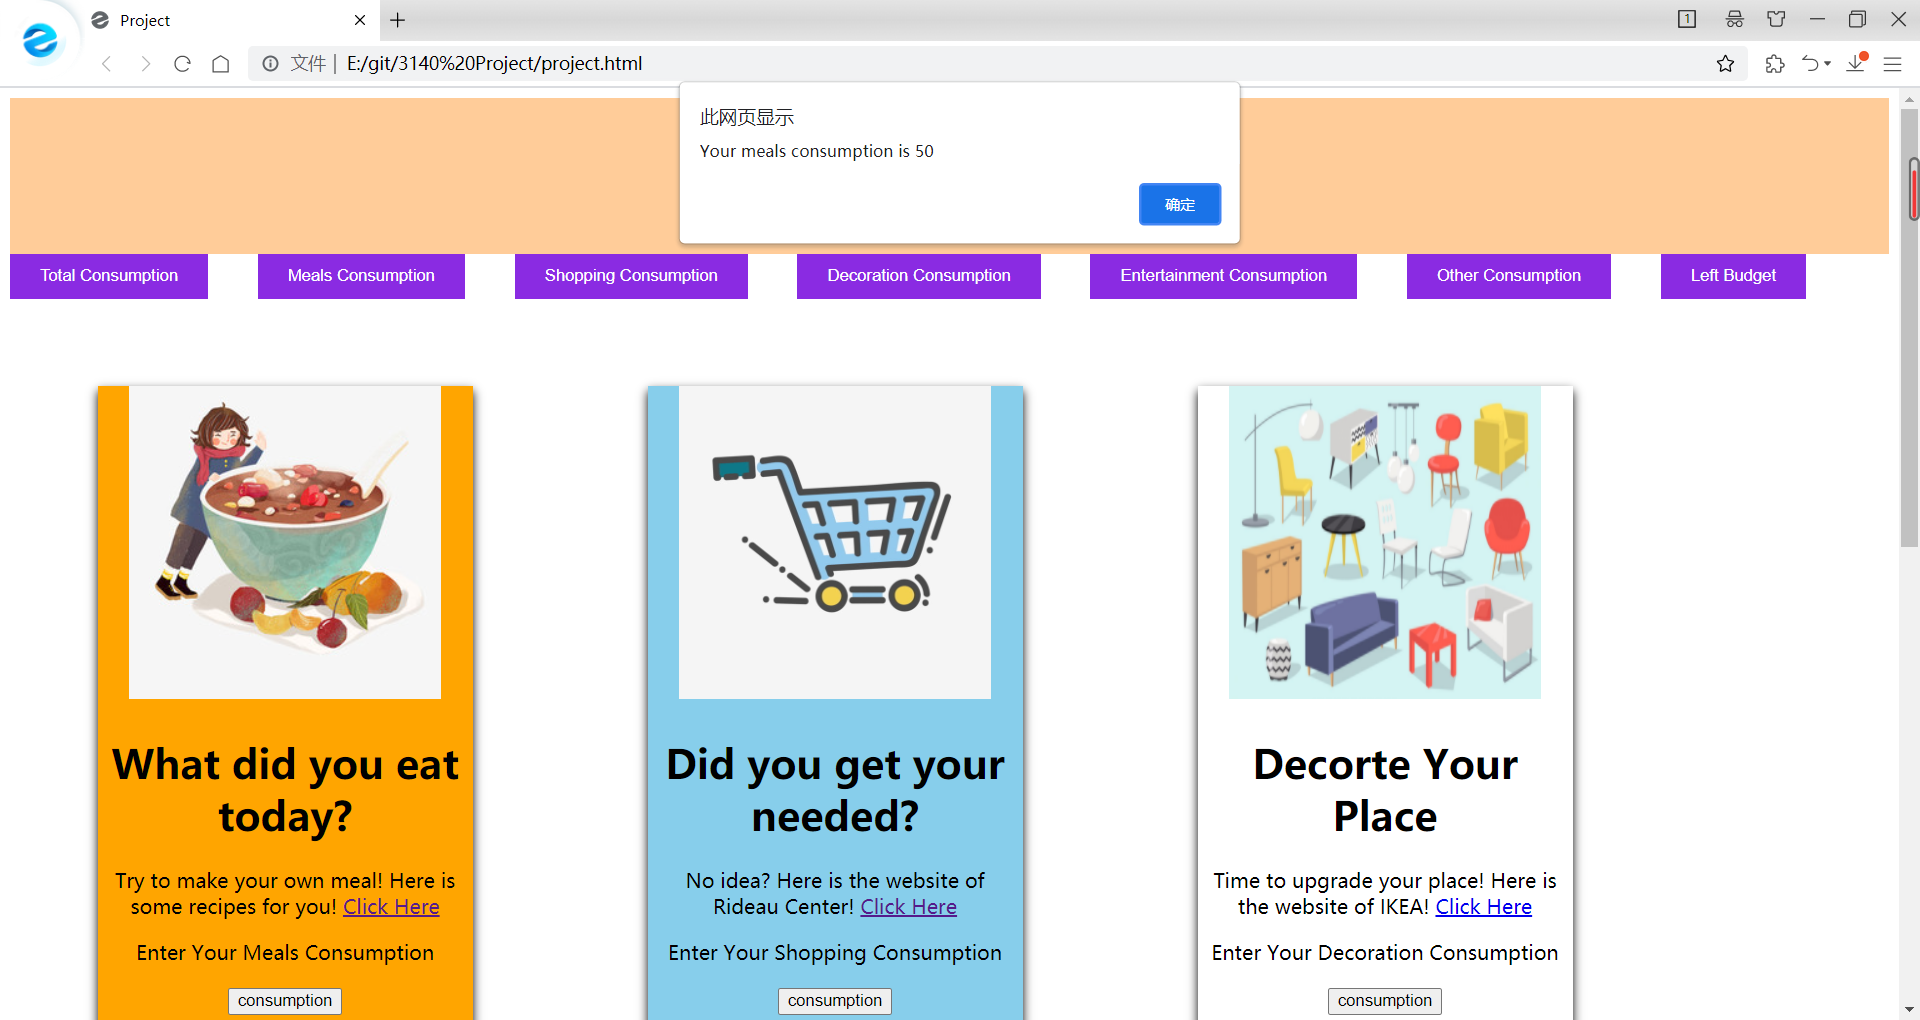 Project
1
文件 | E:/git/3140%20Project/project.html
此网页显示
Your meals consumption is 50
确定
Total Consumption
Meals Consumption
Shopping Consumption
Decoration Consumption
Entertainment Consumption
Other Consumption
Left Budget
What did you eat
today?
Try to make your own meal! Here is
some recipes for you! Click Here
Enter Your Meals Consumption
consumption
Did you get your
needed?
No idea? Here is the website of
Rideau Center! Click Here
Enter Your Shopping Consumption
consumption
Decorte Your
Place
Time to upgrade your place! Here is
the website of IKEA! Click Here
Enter Your Decoration Consumption
consumption